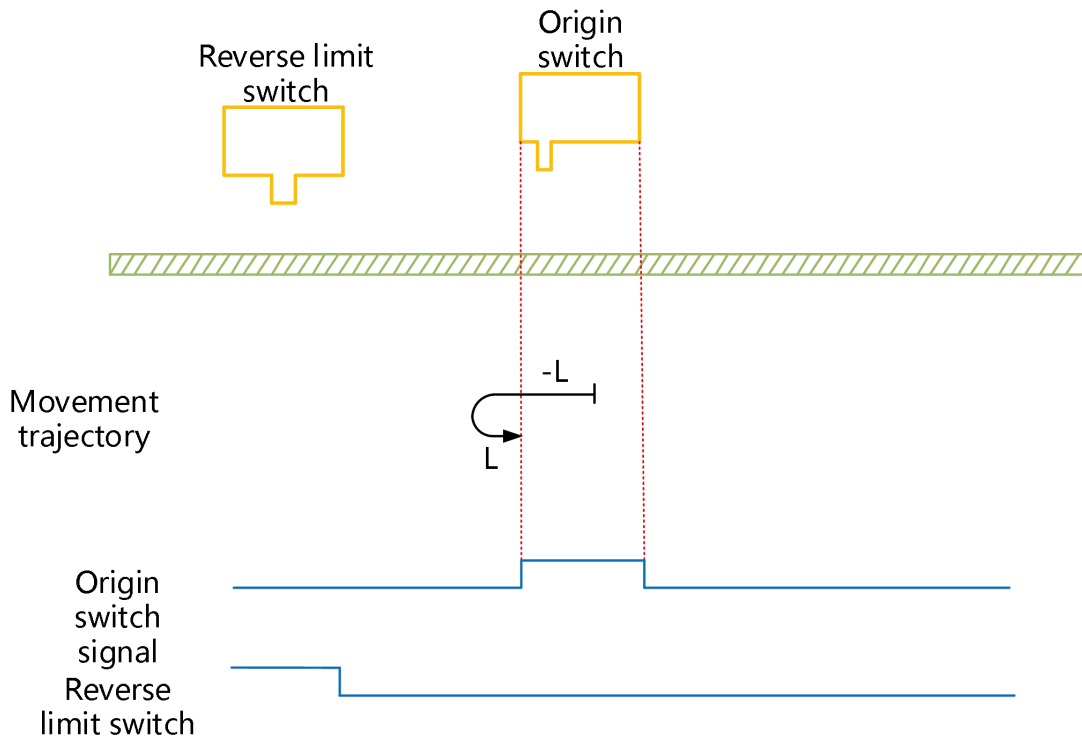 Origin
switch
Reverse limit
switch
-L
Movement
trajectory
L
Origin
switch
signal
Reverse
limit switch